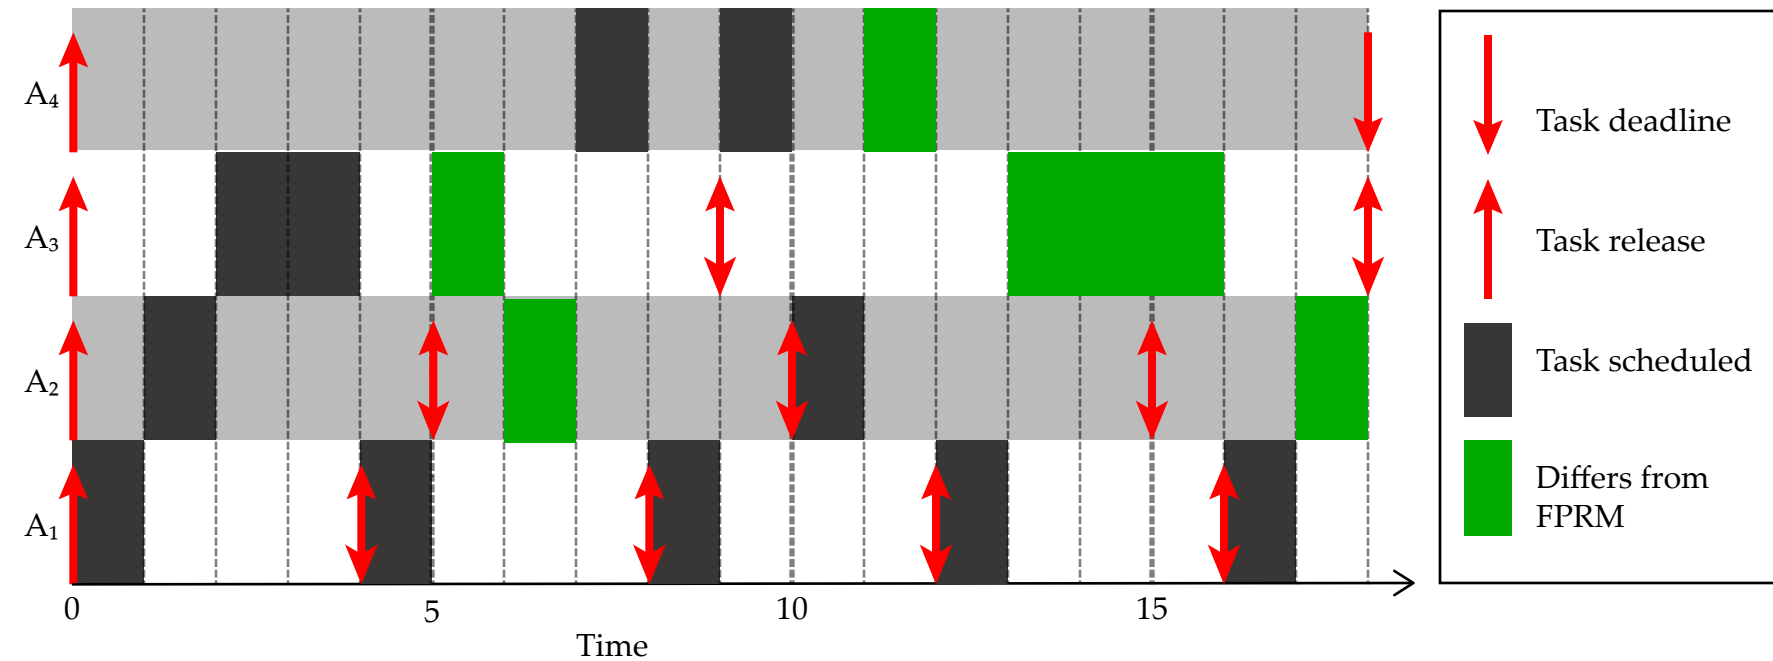 A₄
A₃
A₂
A₁
0
5
10
15
Time
Task deadline
Task release
Task scheduled
Differs from
FPRM